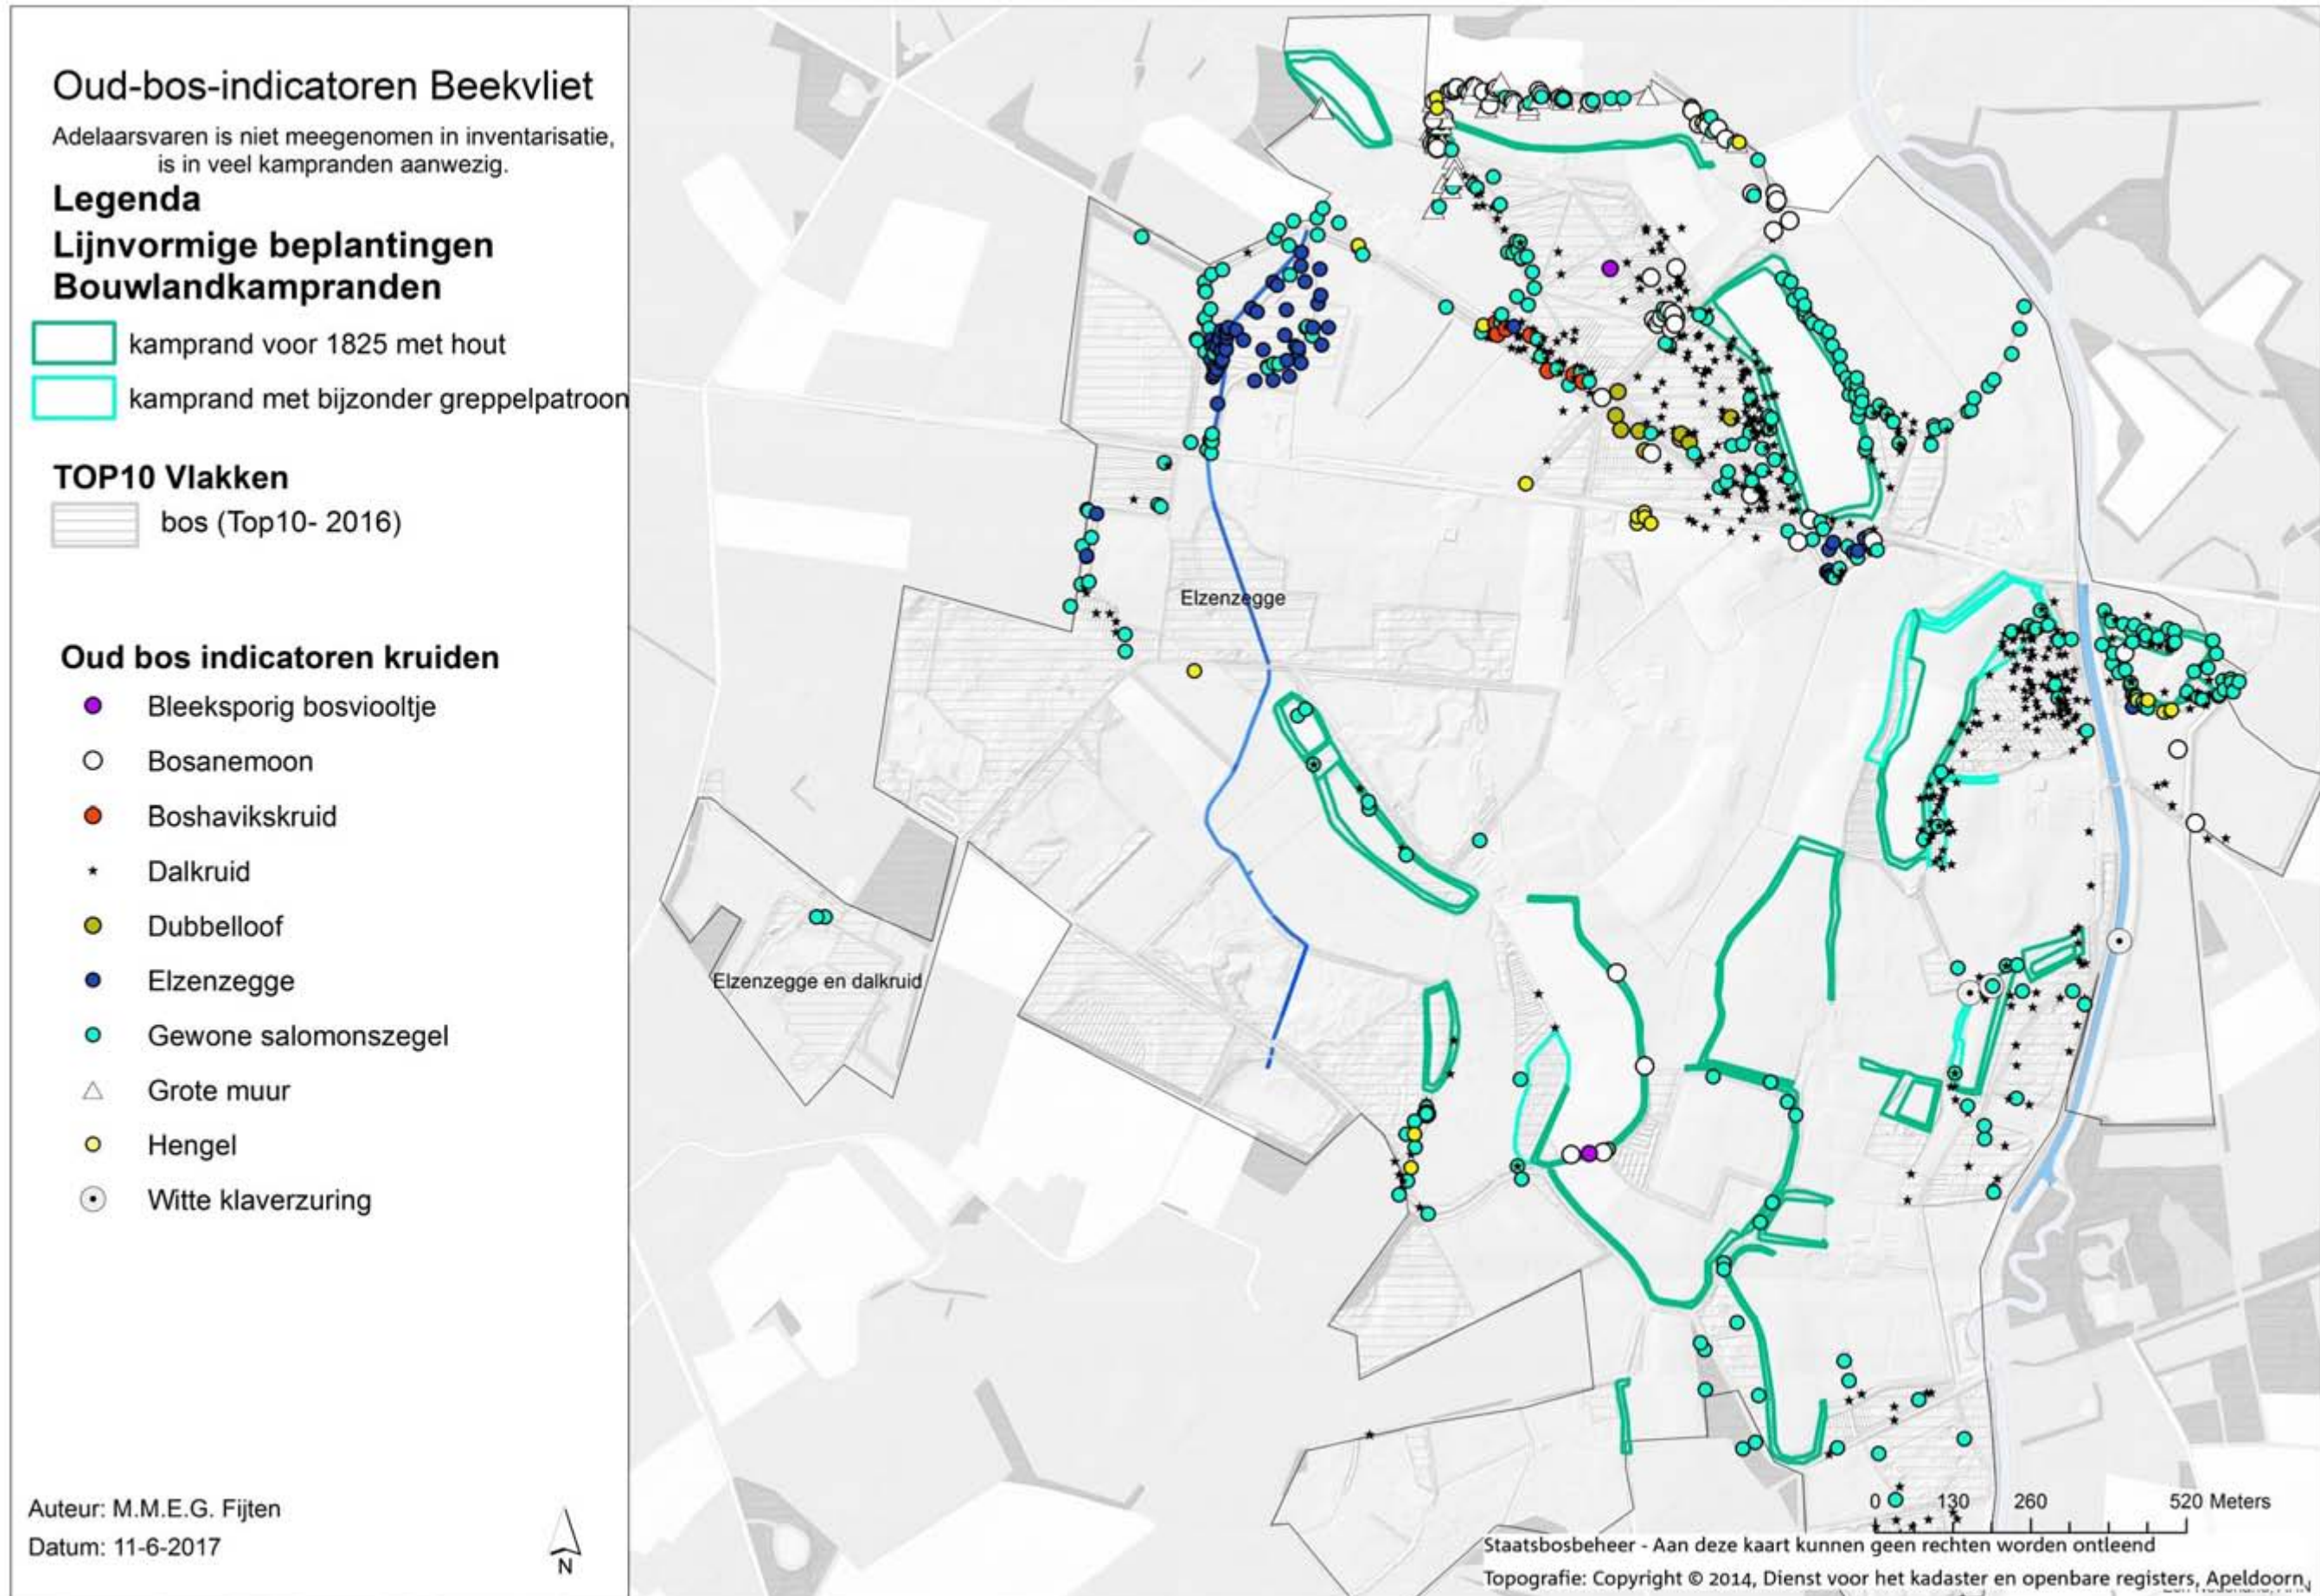 Oud-bos-indicatoren Beekvliet
Adelaarsvaren is niet meegenomen in inventarisatie,
is in veel kampranden aanwezig.
Legenda
Lijnvormige beplantingen
Bouwlandkampranden
kamprand voor 1825 met hout
kamprand met bijzonder greppelpatroon
TOP10 Vlakken
bos (Top10- 2016)
Oud bos indicatoren kruiden
Bleeksporig bosviooltje
Bosanemoon
Boshavikskruid
Dalkruid
Dubbelloof
Elzenzegge
Gewone salomonszegel
Grote muur
Hengel
Witte klaverzuring
Auteur: M.M.E.G. Fijten
Datum: 11-6-2017
N
Elzenzegge
Elzenzegge en dalkruid
0 130 260 520 Meters
Staatsbosbeheer - Aan deze kaart kunnen geen rechten worden ontleend
Topografie: Copyright © 2014, Dienst voor het kadaster en openbare registers, Apeldoorn,